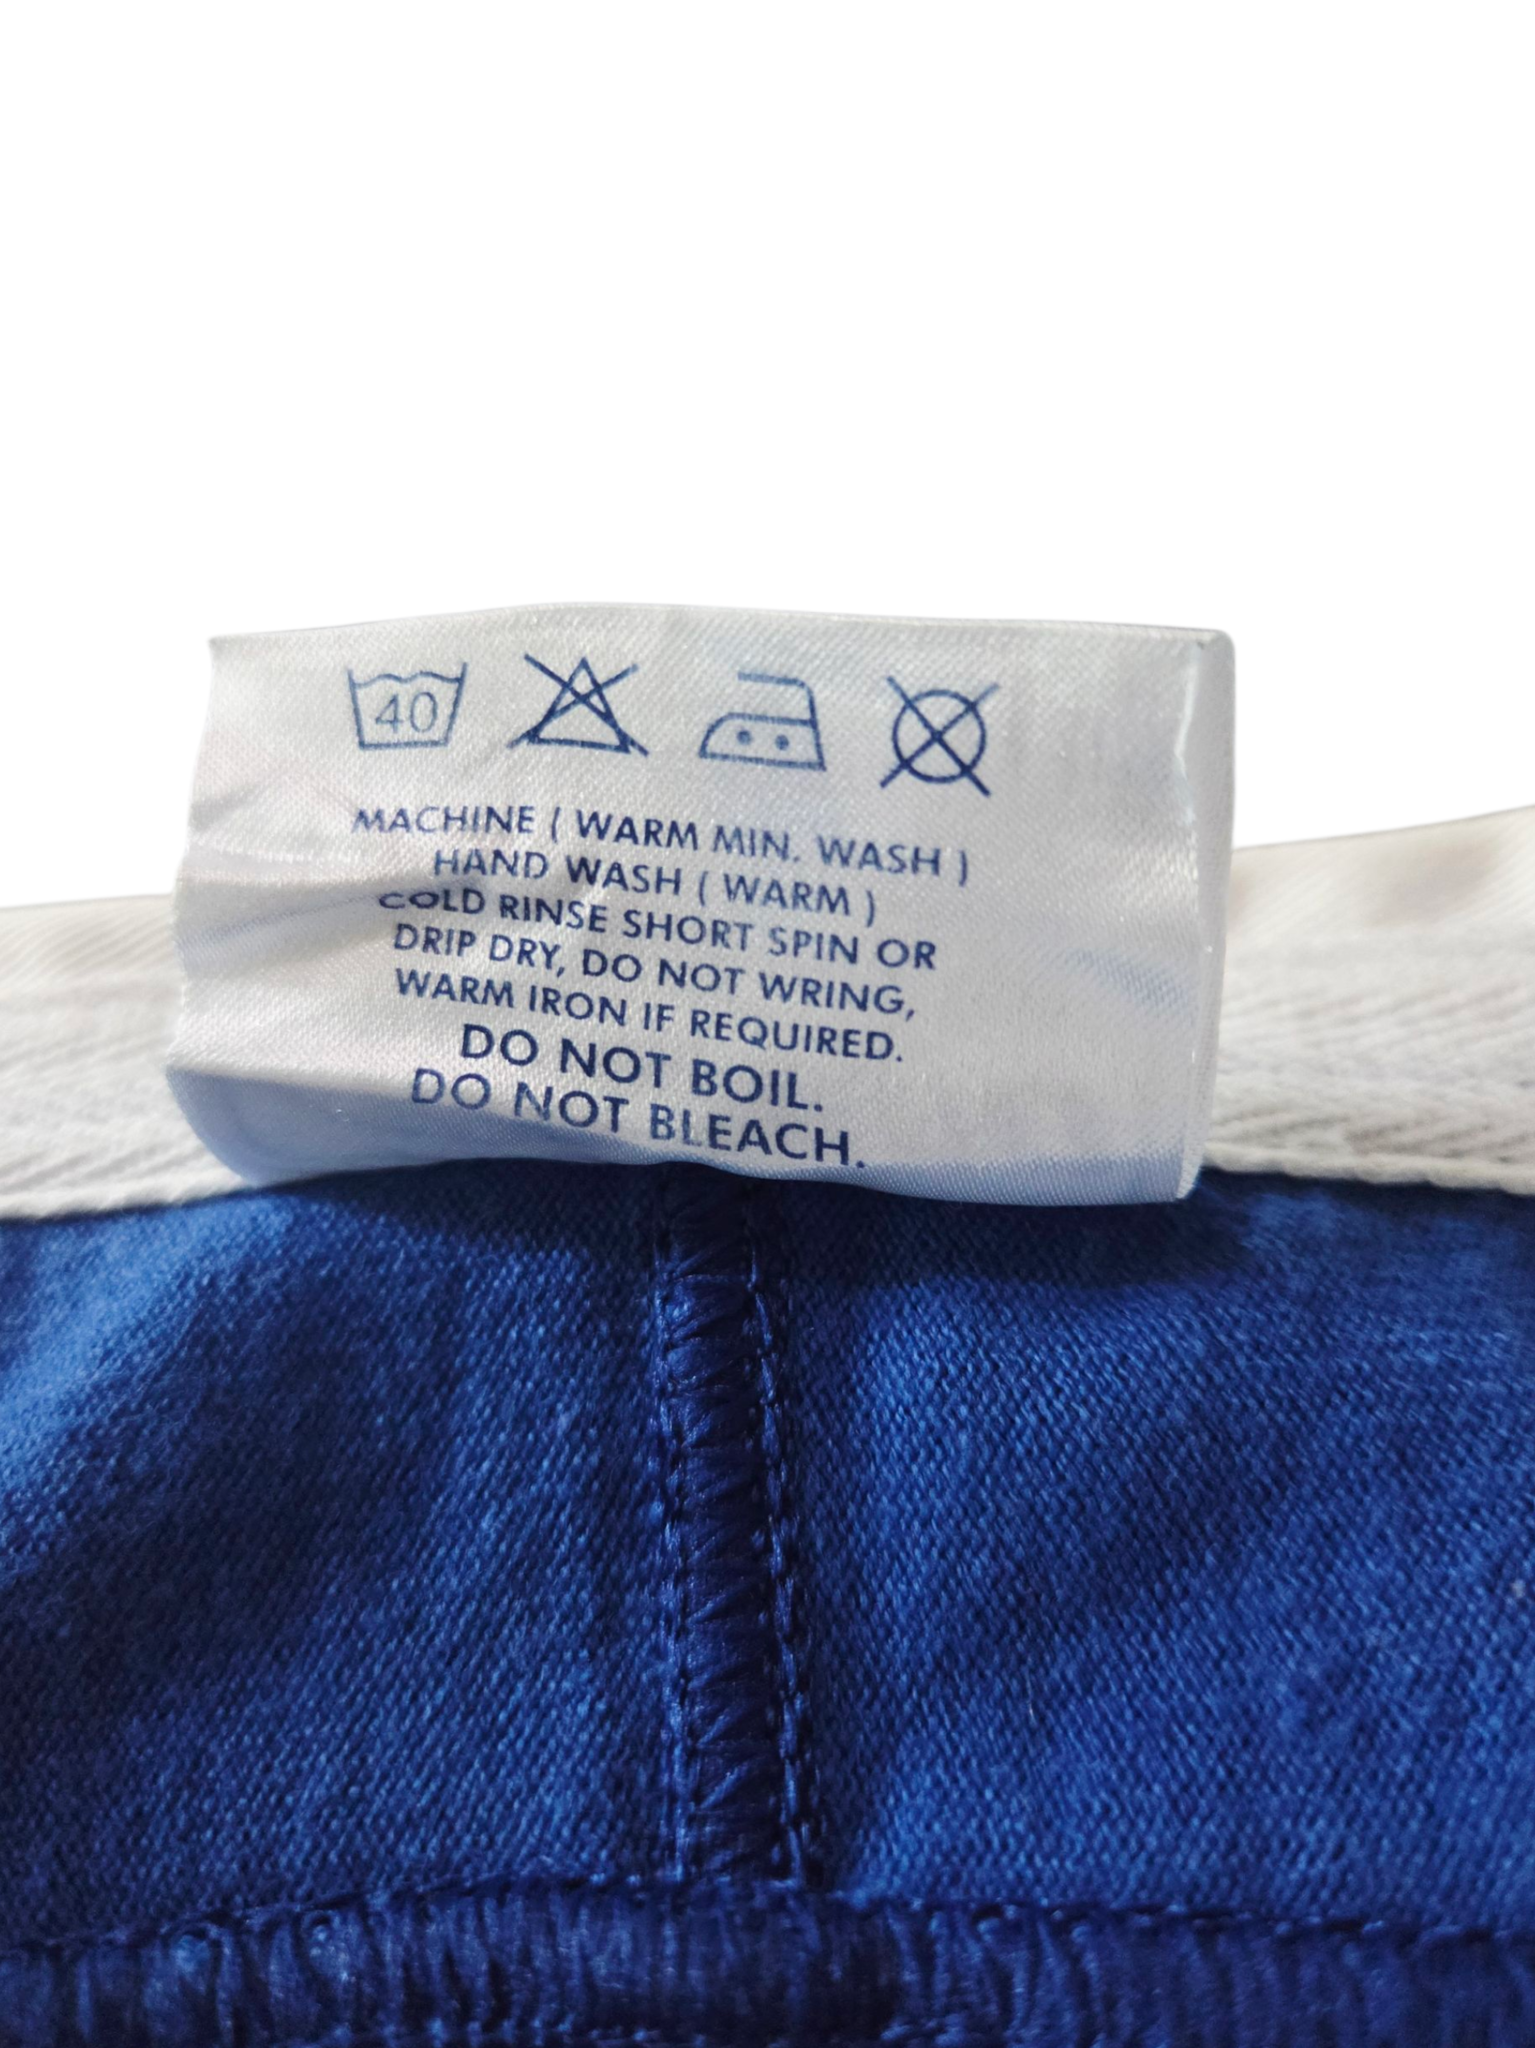 40
MACHINE ( WARM MIN. WASH )
HAND WASH ( WARM )
COLD RINSE SHORT SPIN OR
DRIP DRY, DO NOT WRING,
WARM IRON IF REQUIRED.
DO NOT BOIL.
DO NOT BLEACH.